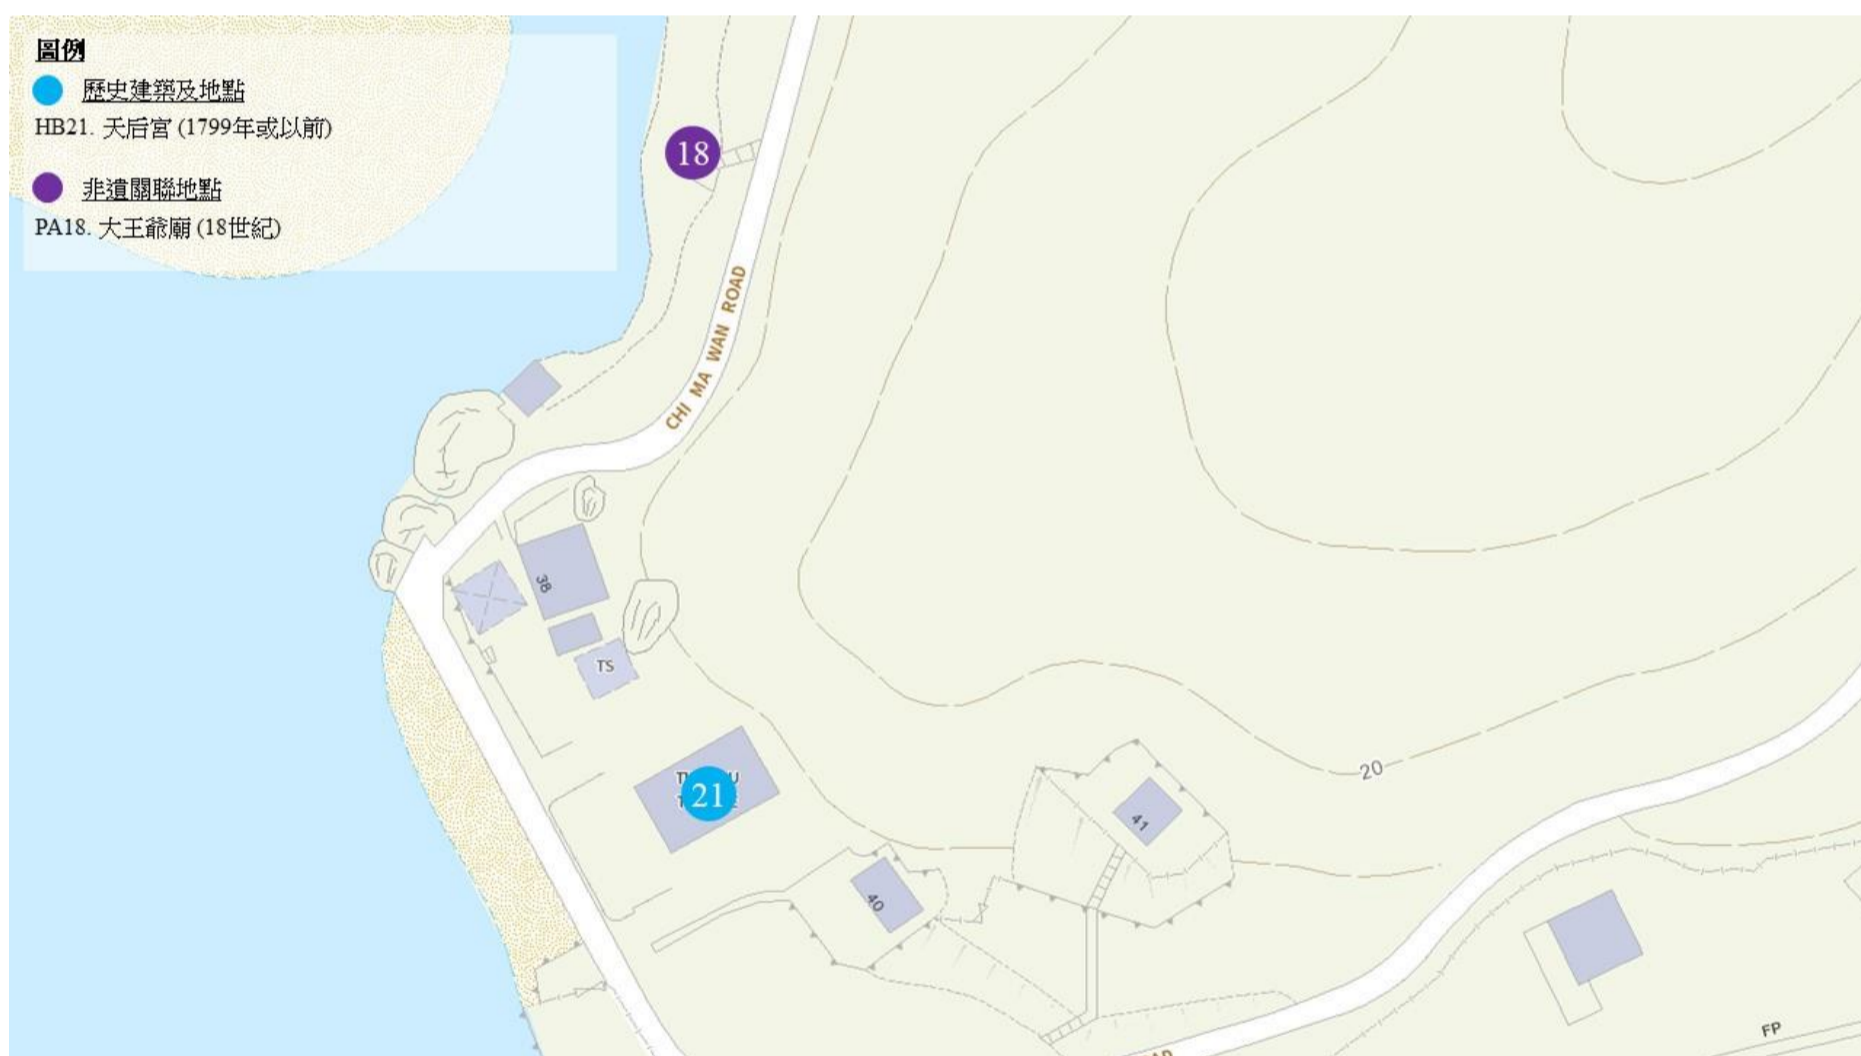 圖例
歷史建築及地點
HB21. 天后宮 (1799年或以前)
非遺關聯地點
PA18. 大王爺廟 (18世紀)
18
CHI MA WAN ROAD
38
TS
21
41
40
20
FP